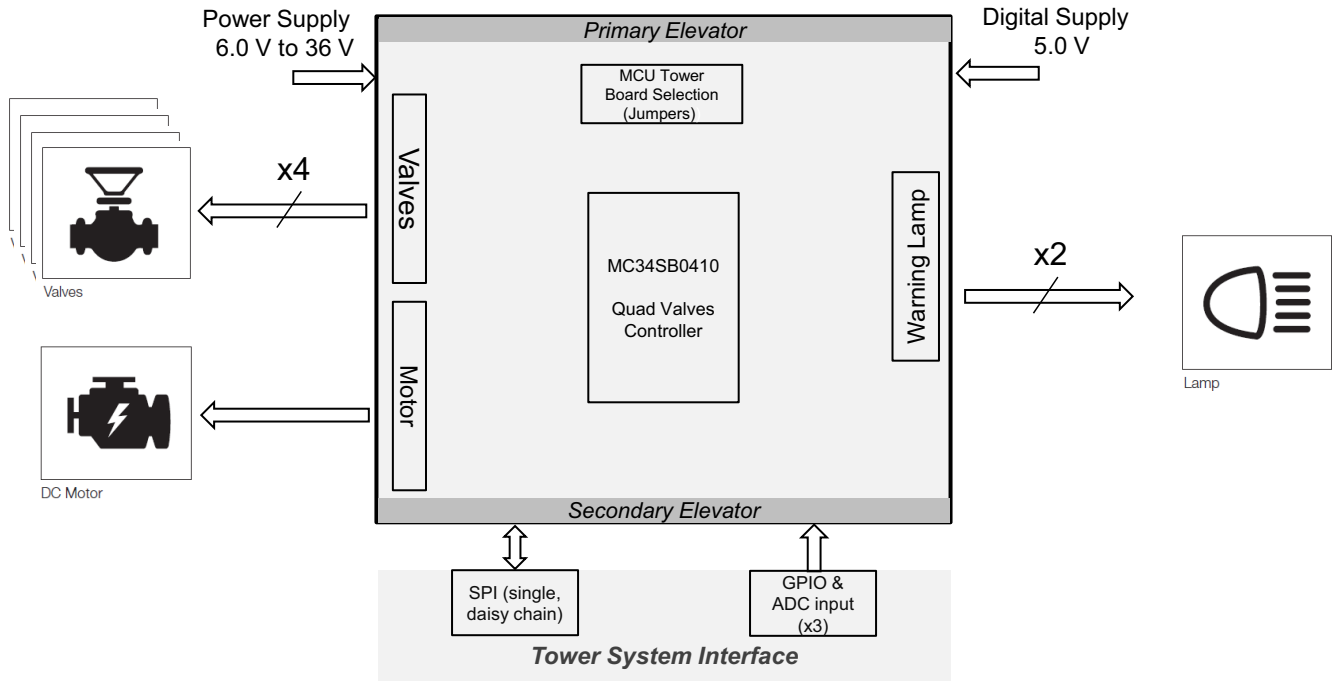 Power Supply
6.0 V to 36 V
Primary Elevator
Digital Supply
5.0 V
MCU Tower
Board Selection
(Jumpers)
Valves
x4
Valves
MC34SB0410
Quad Valves
Controller
Warning Lamp
x2
Lamp
Motor
DC Motor
Secondary Elevator
SPI (single,
daisy chain)
GPIO &
ADC input
(x3)
Tower System Interface